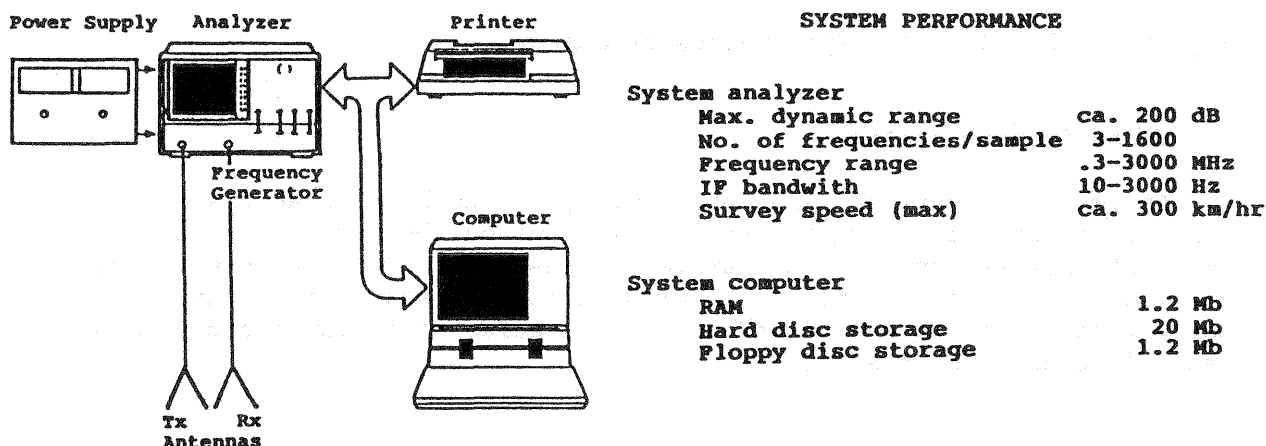 Power Supply
Analyzer
Printer
Frequency
Generator
Computer
Tx
Rx
Antennas
SYSTEM PERFORMANCE
System analyzer
Max. dynamic range ca. 200 dB
No. of frequencies/sample 3-1600
Frequency range .3-3000 MHz
IF bandwith 10-3000 Hz
Survey speed (max) ca. 300 km/hr
System computer
RAM 1.2 Mb
Hard disc storage 20 Mb
Floppy disc storage 1.2 Mb